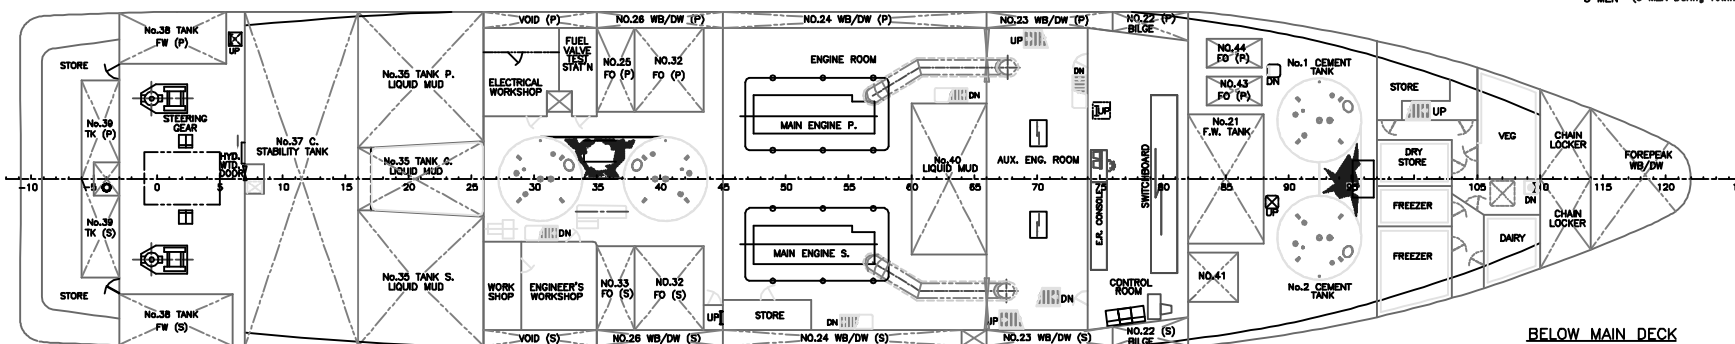 VOID (P)
NO.26 WB/DW (P)
NO.24 WB/DW (P)
NO.23 WB/DW (P)
NO.22 (P)
BILGE
No.38 TANK
FW (P)
UP
STORE
No.35 TANK P.
LIQUID MUD
ELECTRICAL
WORKSHOP
FUEL
VALVE
TEST
STAT'N
NO.25
FO (P)
NO.32
FO (P)
ENGINE ROOM
UP
DN
DN
NO.44
FO (P)
NO.43
FO (P)
DN
No.1 CEMENT
TANK
STORE
UP
STEERING
GEAR
No.39
TK (P)
HYD.
WTD.
DOOR
No.37 C.
STABILITY TANK
No.35 TANK C.
LIQUID MUD
MAIN ENGINE P.
No.40
LIQUID MUD
AUX. ENG. ROOM
UP
SWITCHBOARD
E.R. CONSOLE
No.21
F.W. TANK
DRY
STORE
VEG
CHAIN
LOCKER
FOREPEAK
WB/DW
-10
-5
0
5
10
15
20
25
30
35
40
45
50
55
60
65
70
75
80
85
90
95
105
110
115
120
No.39
TK (S)
DN
UP
FREEZER
DN
CHAIN
LOCKER
DAIRY
FREEZER
MAIN ENGINE S.
STORE
No.35 TANK S.
LIQUID MUD
WORK
SHOP
ENGINEER'S
WORKSHOP
NO.33
FO (S)
NO.32
FO (S)
UP
STORE
DN
DN
UP
CONTROL
ROOM
NO.41
No.2 CEMENT
TANK
No.38 TANK
FW (S)
VOID (S)
NO.26 WB/DW (S)
NO.24 WB/DW (S)
NO.23 WB/DW (S)
NO.22 (S)
BILGE
BELOW MAIN DECK